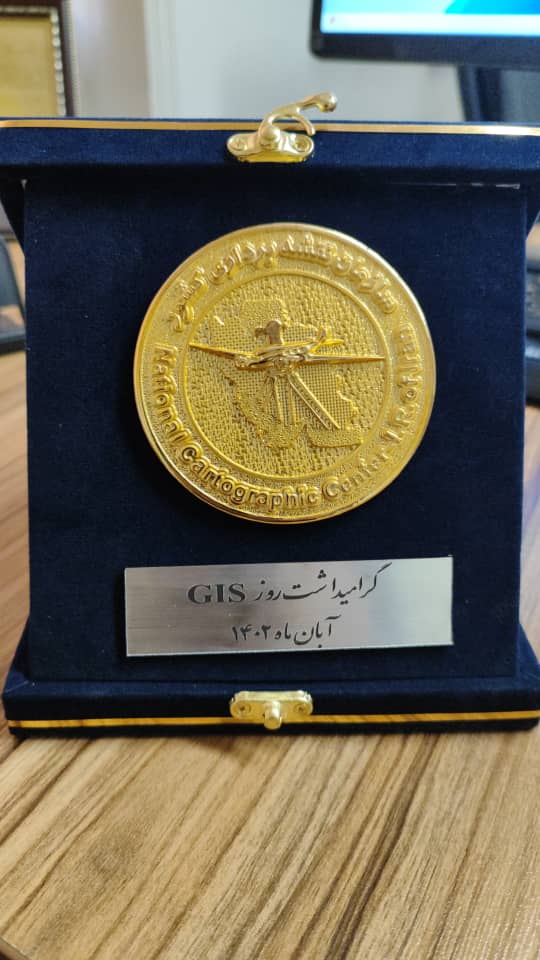 سازمان نقشه برداری کشور
National Cartographic Center I.R.of IRAN
گرامیداشت روز GIS
آبان ماه ۱۴۰۲